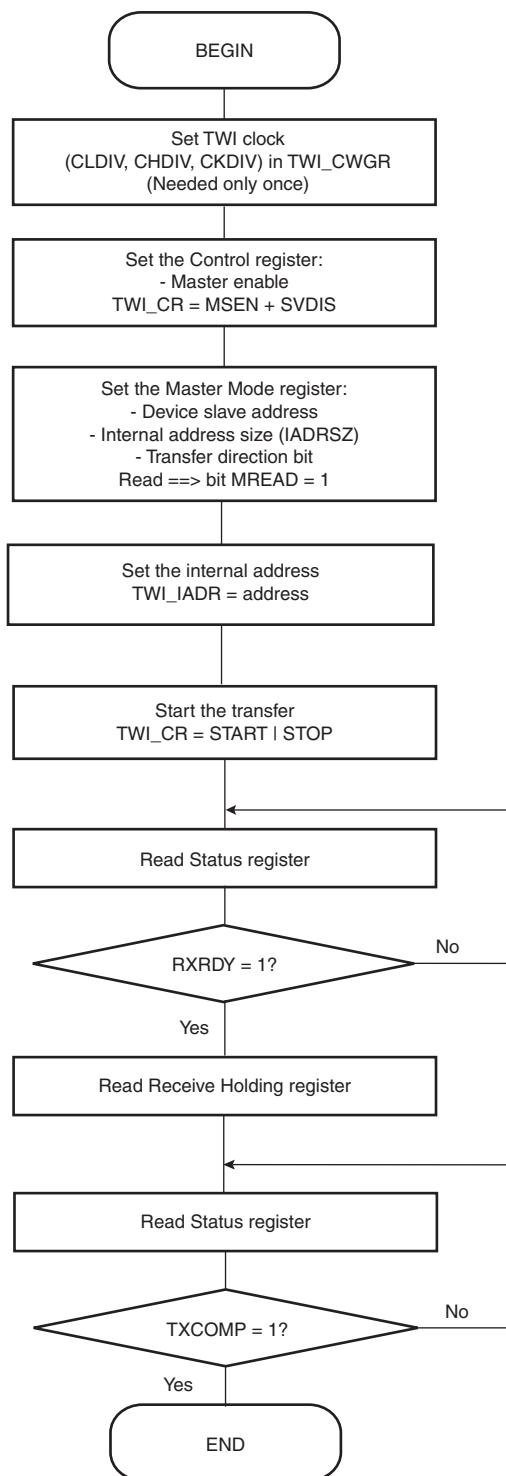 BEGIN
Set TWI clock
(CLDIV, CHDIV, CKDIV) in TWI_CWGR
(Needed only once)
Set the Control register:
- Master enable
TWI_CR = MSEN + SVDIS
Set the Master Mode register:
- Device slave address
- Internal address size (IADRSZ)
- Transfer direction bit
Read ==> bit MREAD = 1
Set the internal address
TWI_IADR = address
Start the transfer
TWI_CR = START | STOP
Read Status register
RXRDY = 1?
No
Yes
Read Receive Holding register
Read Status register
TXCOMP = 1?
No
Yes
END